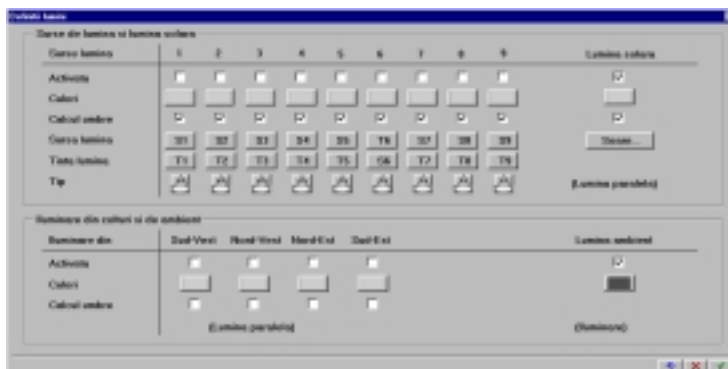 Definitii lumini
Surse de lumina si lumina solara
Sursa lumina 1 2 3 4 5 6 7 8 9 Lumina solara
Activata
Culori
Calcul umbre
Sursa lumina S1 S2 S3 S4 S5 T6 S7 S8 S9 Soare...
Tinta lumina T1 T2 T3 T4 T5 S6 T7 T8 T9
Tip (Lumina paralela)
Iluminare din colturi si de ambient
Iluminare din Sud-Vest Nord-Vest Nord-Est Sud-Est Lumina ambient
Activata
Culori
Calcul umbre
(Lumina paralela) (Iluminare)